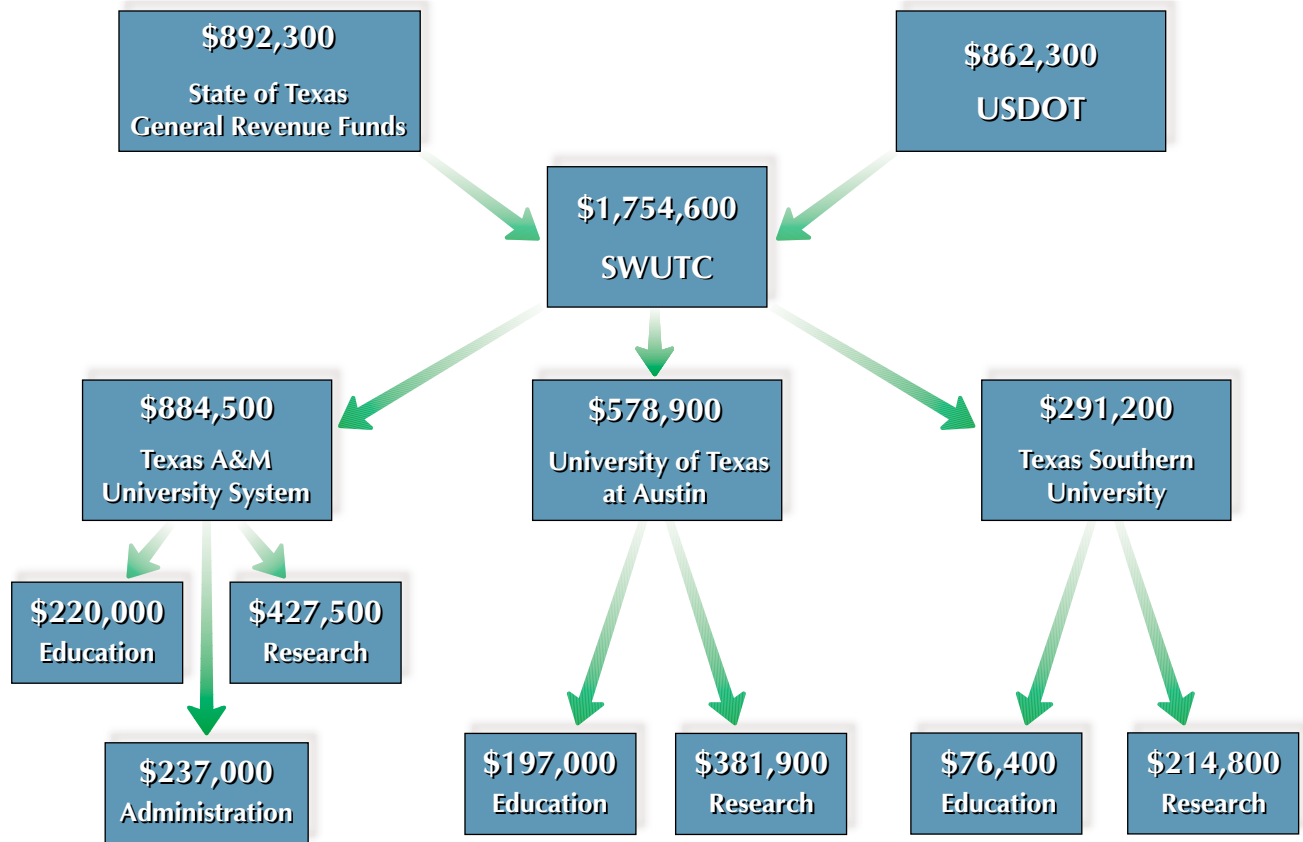 $892,300
State of Texas
General Revenue Funds
$862,300
USDOT
$1,754,600
SWUTC
$884,500
Texas A&M
University System
$578,900
University of Texas
at Austin
$291,200
Texas Southern
University
$220,000
Education
$427,500
Research
$237,000
Administration
$197,000
Education
$381,900
Research
$76,400
Education
$214,800
Research